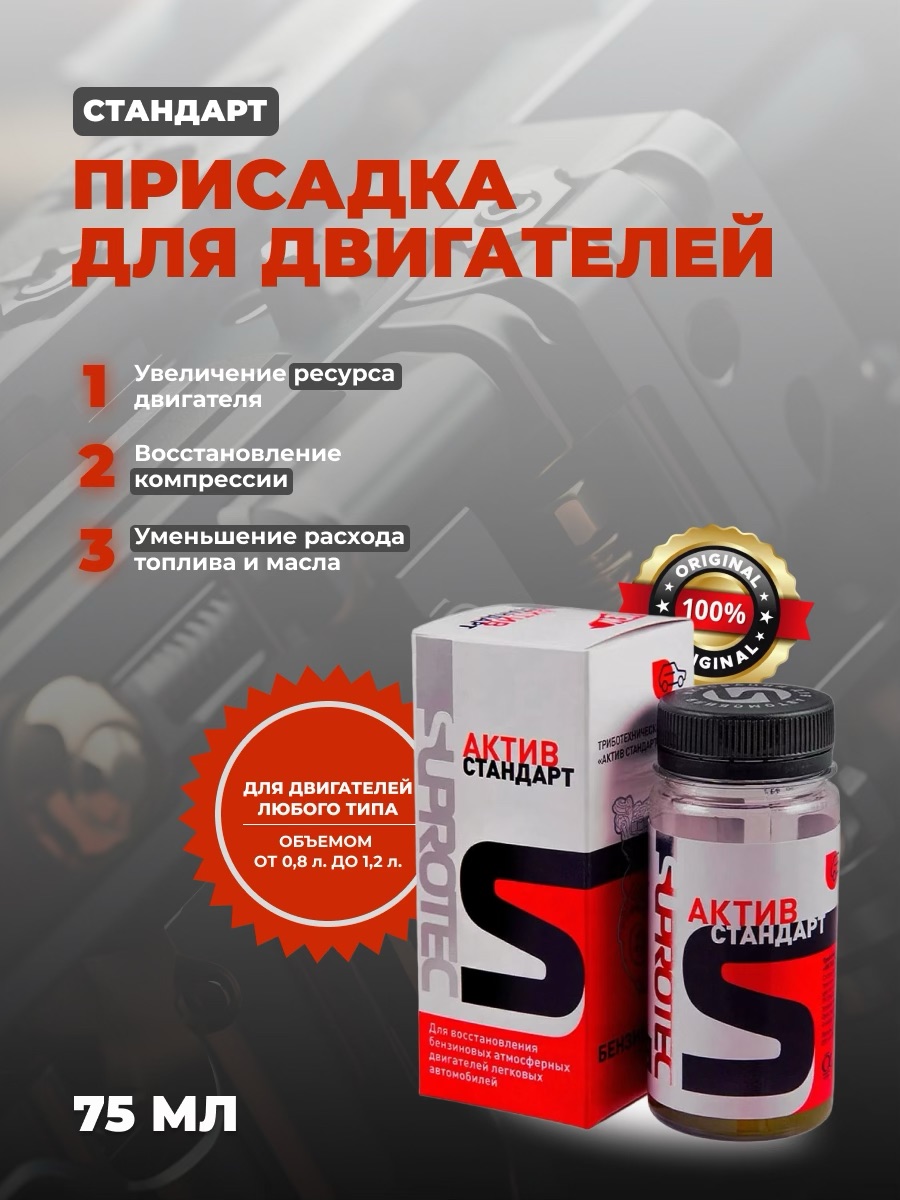 СТАНДАРТ
ПРИСАДКА
ДЛЯ ДВИГАТЕЛЕЙ
1
Увеличение ресурса
двигателя
2
Восстановление
компрессии
3
Уменьшение расхода
топлива и масла
ORIGINAL
100%
ДЛЯ ДВИГАТЕЛЕЙ
ЛЮБОГО ТИПА
ОБЪЕМОМ
ОТ 0,8 л. ДО 1,2 л.
АКТИВ
СТАНДАРТ
SUPROTEC
Для восстановления
бензиновых атмосферных
двигателей легковых
автомобилей
АКТИВ
СТАНДАРТ
SUPROTEC
75 МЛ